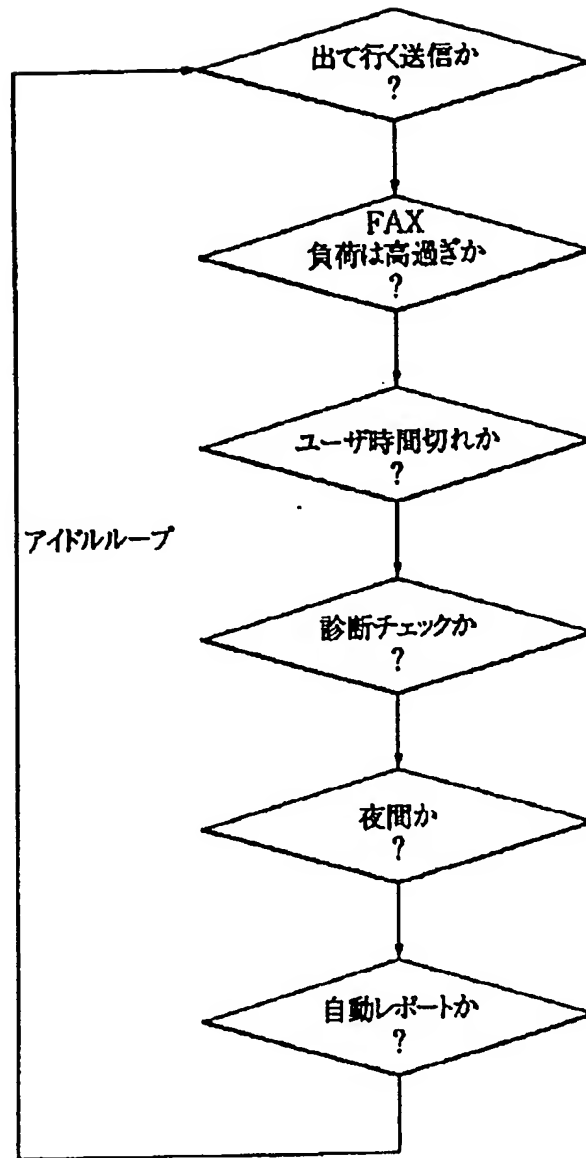 出て行く送信か
?
FAX
負荷は高過ぎか
?
ユーザ時間切れか
?
アイドルループ
診断チェックか
?
夜間か
?
自動レポートか
?